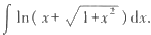 ∫ ln( x + √(1+x²) ) dx.